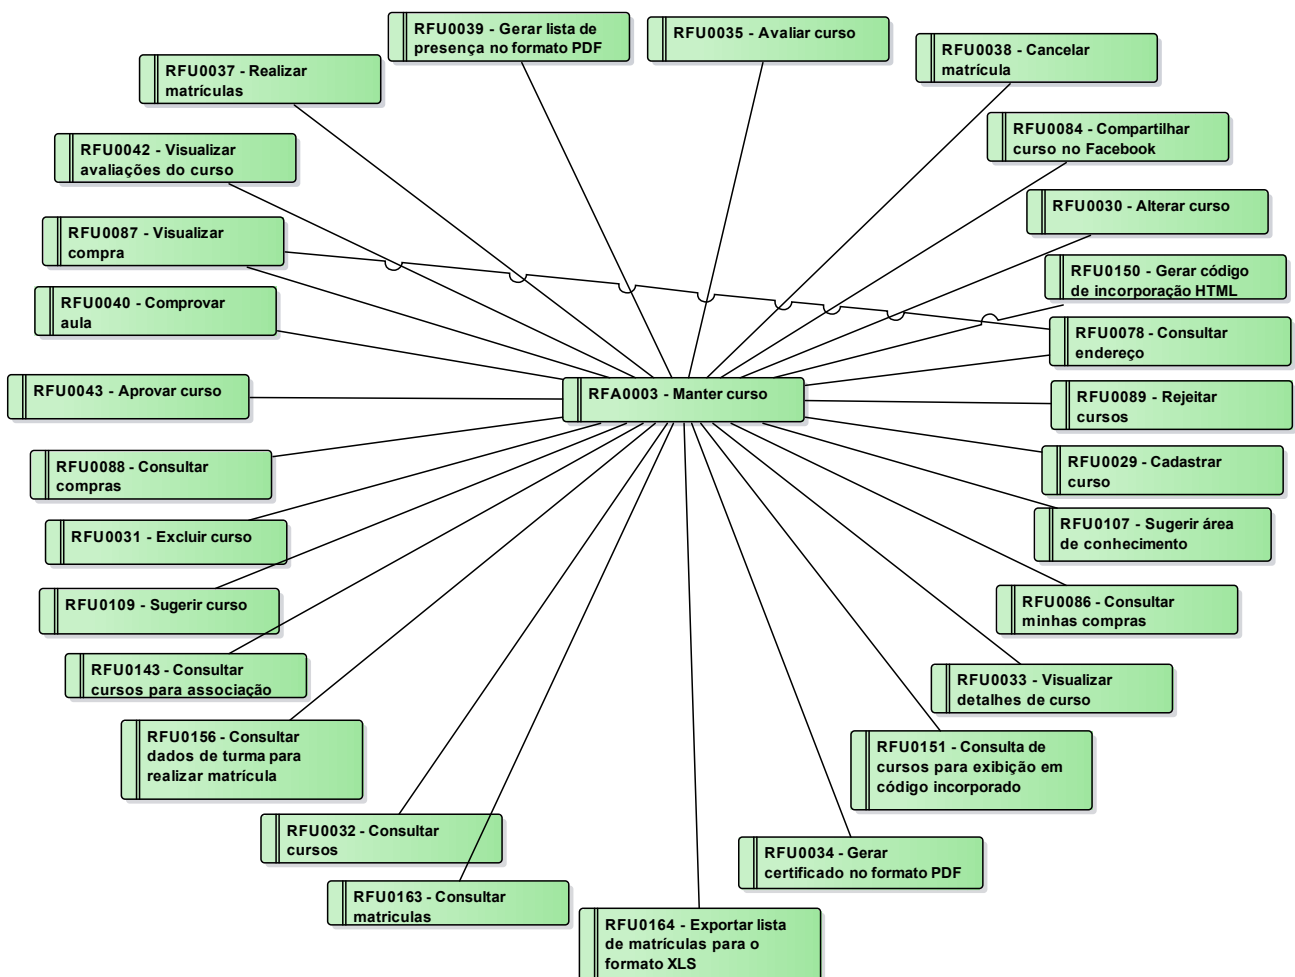 RFU0039 - Gerar lista de
presença no formato PDF
RFU0035 - Avaliar curso
RFU0038 - Cancelar
matrícula
RFU0037 - Realizar
matrículas
RFU0084 - Compartilhar
curso no Facebook
RFU0042 - Visualizar
avaliações do curso
RFU0030 - Alterar curso
RFU0087 - Visualizar
compra
RFU0150 - Gerar código
de incorporação HTML
RFU0040 - Comprovar
aula
RFU0078 - Consultar
endereço
RFU0043 - Aprovar curso
RFA0003 - Manter curso
RFU0089 - Rejeitar
cursos
RFU0088 - Consultar
compras
RFU0029 - Cadastrar
curso
RFU0031 - Excluir curso
RFU0107 - Sugerir área
de conhecimento
RFU0109 - Sugerir curso
RFU0086 - Consultar
minhas compras
RFU0143 - Consultar
cursos para associação
RFU0033 - Visualizar
detalhes de curso
RFU0156 - Consultar
dados de turma para
realizar matrícula
RFU0151 - Consulta de
cursos para exibição em
código incorporado
RFU0032 - Consultar
cursos
RFU0034 - Gerar
certificado no formato PDF
RFU0163 - Consultar
matriculas
RFU0164 - Exportar lista
de matrículas para o
formato XLS